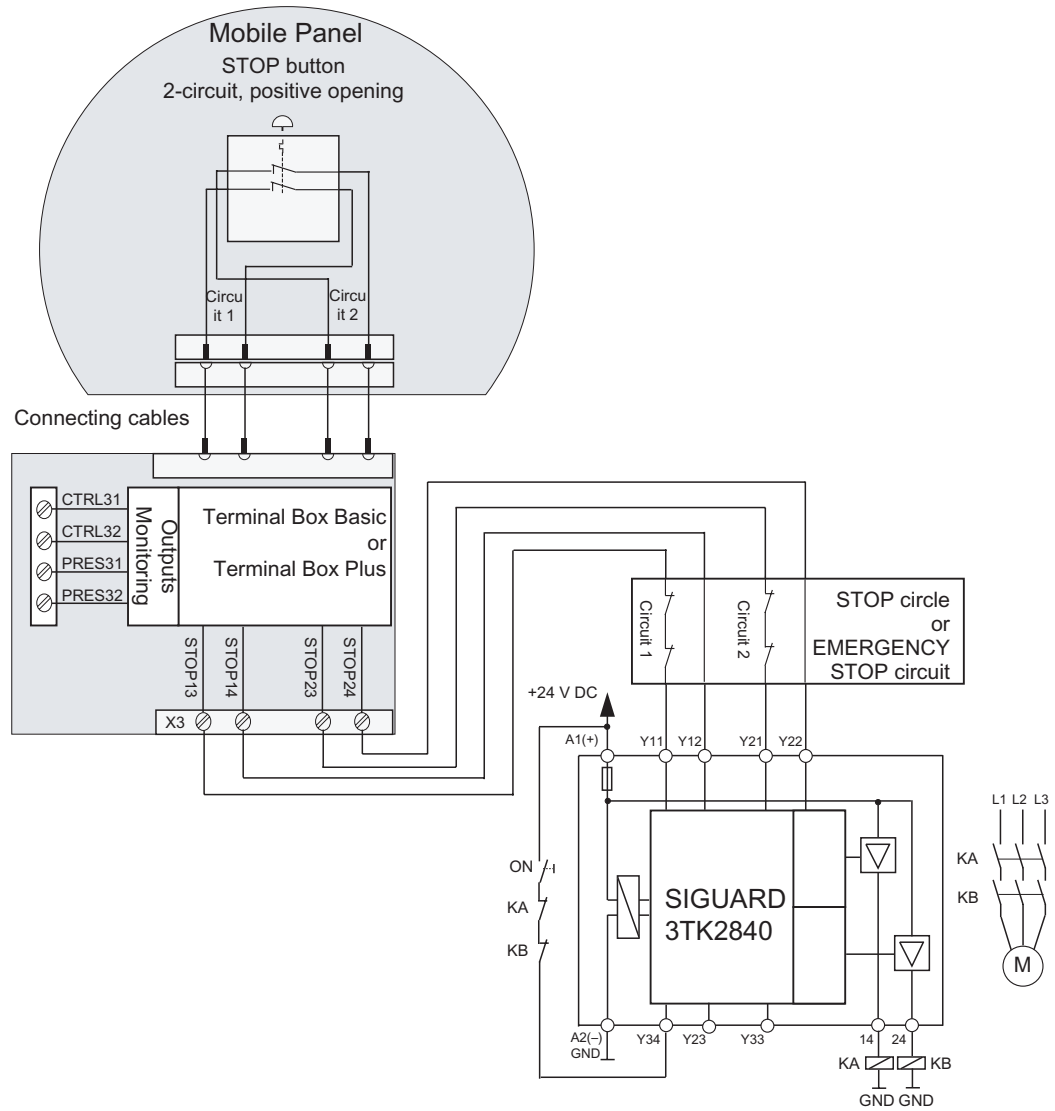 Mobile Panel
STOP button
2-circuit, positive opening
Circu
it 1
Circu
it 2
Connecting cables
CTRL31
CTRL32
PRES31
PRES32
Outputs
Monitoring
Terminal Box Basic
or
Terminal Box Plus
STOP13
STOP14
STOP23
STOP24
X3
Circuit 1
Circuit 2
STOP circle
or
EMERGENCY
STOP circuit
+24 V DC
A1(+)
Y11
Y12
Y21
Y22
L1 L2 L3
KA
KB
M
ON
KA
KB
SIGUARD
3TK2840
A2(–)
GND
Y34
Y23
Y33
14
24
KA
KB
GND GND